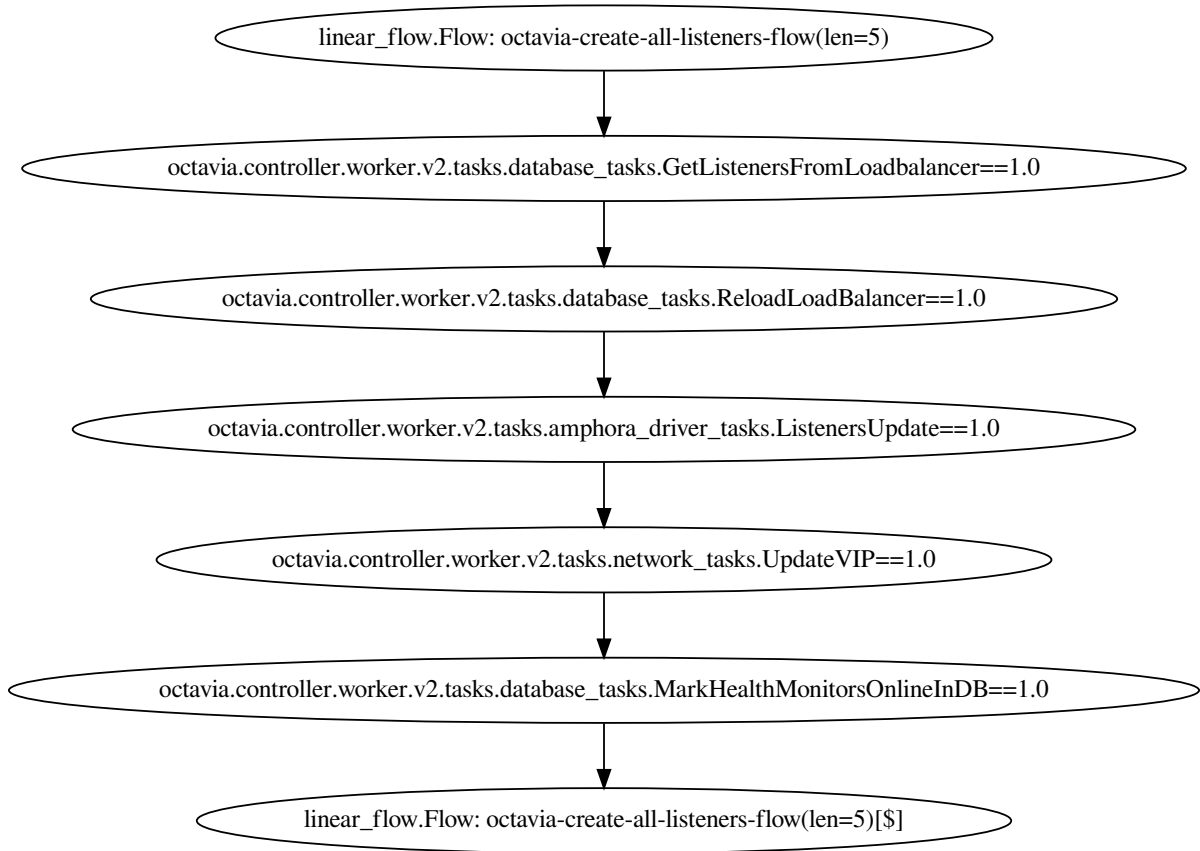 linear_flow.Flow: octavia-create-all-listeners-flow(len=5)
octavia.controller.worker.v2.tasks.database_tasks.GetListenersFromLoadbalancer==1.0
octavia.controller.worker.v2.tasks.database_tasks.ReloadLoadBalancer==1.0
octavia.controller.worker.v2.tasks.amphora_driver_tasks.ListenersUpdate==1.0
octavia.controller.worker.v2.tasks.network_tasks.UpdateVIP==1.0
octavia.controller.worker.v2.tasks.database_tasks.MarkHealthMonitorsOnlineInDB==1.0
linear_flow.Flow: octavia-create-all-listeners-flow(len=5)[$]